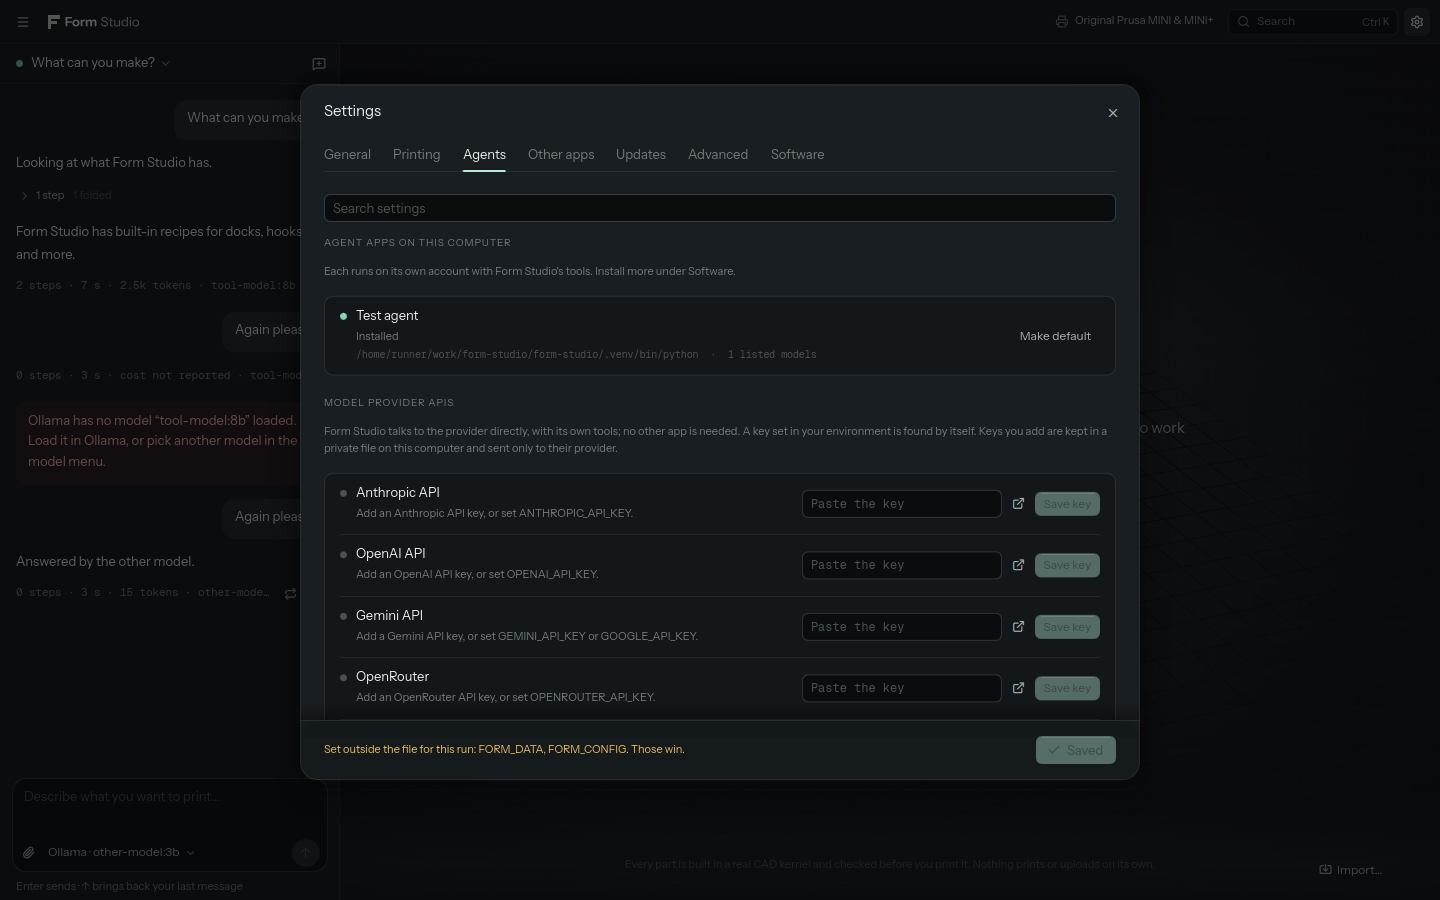 Form Studio
Original Prusa MINI & MINI+
Search
Ctrl K
What can you make?
What can you make
Looking at what Form Studio has.
1 step 1 folded
Form Studio has built-in recipes for docks, hooks
and more.
2 steps · 7 s · 2.5k tokens · tool-model:8b
Again pleas
0 steps · 3 s · cost not reported · tool-mod
Ollama has no model “tool-model:8b” loaded.
Load it in Ollama, or pick another model in the
model menu.
Again pleas
Answered by the other model.
0 steps · 3 s · 15 tokens · other-mode…
Describe what you want to print…
Ollama · other-model:3b
Enter sends · ↑ brings back your last message
Settings
General
Printing
Agents
Other apps
Updates
Advanced
Software
Search settings
AGENT APPS ON THIS COMPUTER
Each runs on its own account with Form Studio's tools. Install more under Software.
Test agent
Installed
/home/runner/work/form-studio/form-studio/.venv/bin/python · 1 listed models
Make default
MODEL PROVIDER APIS
Form Studio talks to the provider directly, with its own tools; no other app is needed. A key set in your environment is found by itself. Keys you add are kept in a
private file on this computer and sent only to their provider.
Anthropic API
Add an Anthropic API key, or set ANTHROPIC_API_KEY.
Paste the key
Save key
OpenAI API
Add an OpenAI API key, or set OPENAI_API_KEY.
Paste the key
Save key
Gemini API
Add a Gemini API key, or set GEMINI_API_KEY or GOOGLE_API_KEY.
Paste the key
Save key
OpenRouter
Add an OpenRouter API key, or set OPENROUTER_API_KEY.
Paste the key
Save key
Set outside the file for this run: FORM_DATA, FORM_CONFIG. Those win.
Saved
o work
Every part is built in a real CAD kernel and checked before you print it. Nothing prints or uploads on its own.
Import…